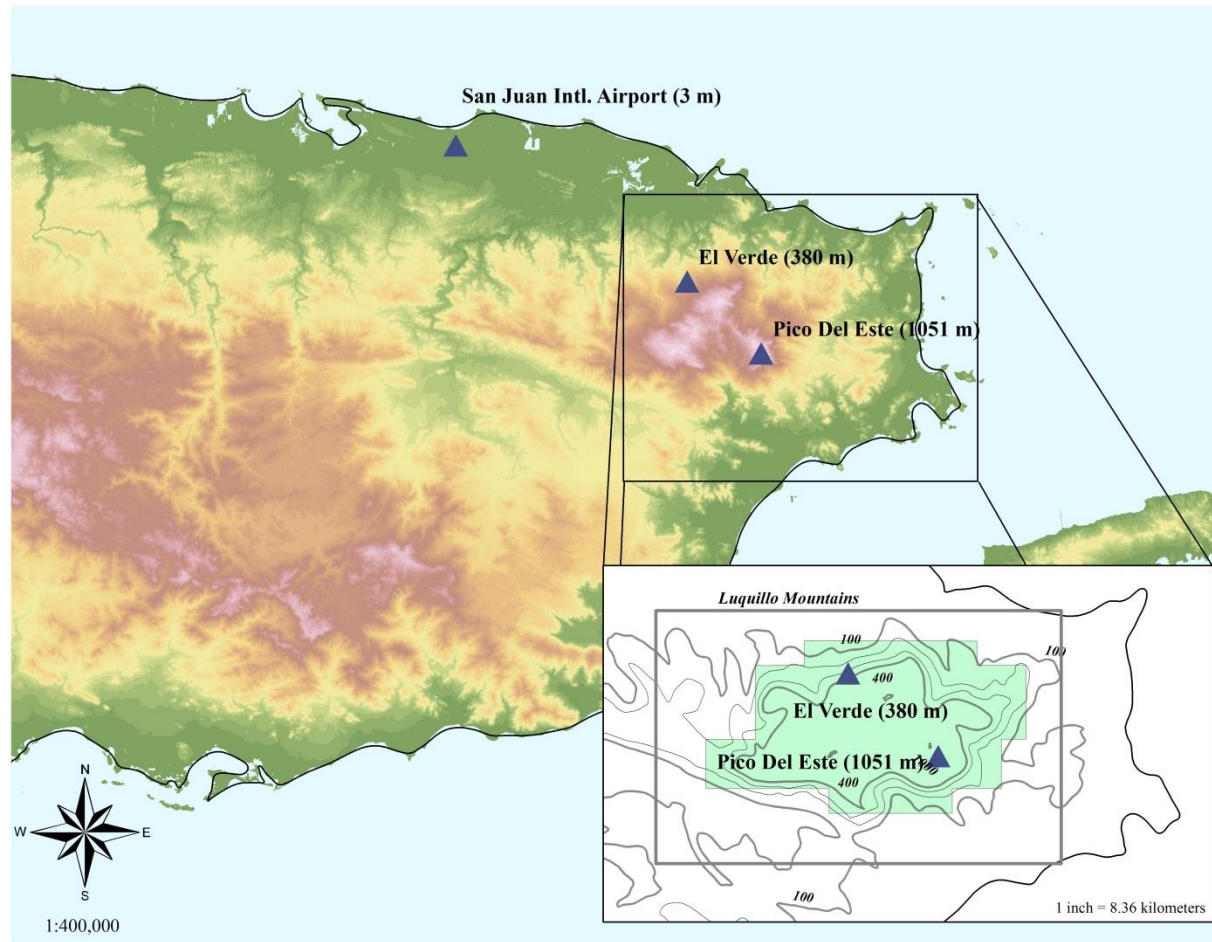 San Juan Intl. Airport (3 m)
El Verde (380 m)
Pico Del Este (1051 m)
Luquillo Mountains
100
100
400
El Verde (380 m)
Pico Del Este (1051 m)
400
100
N
W
E
S
1:400,000
1 inch = 8.36 kilometers